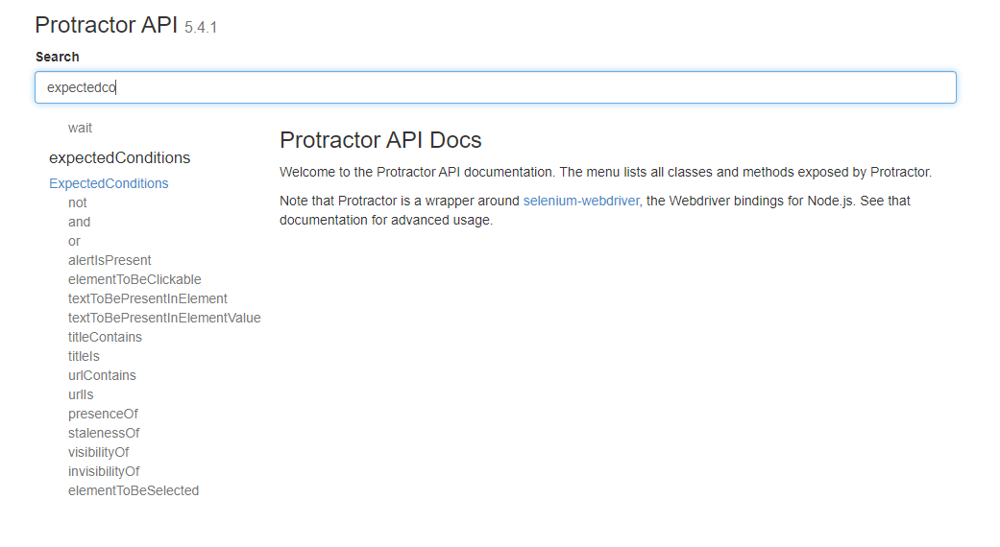 Protractor API 5.4.1
Search
expectedco
wait
expectedConditions
ExpectedConditions
not
and
or
alertIsPresent
elementToBeClickable
textToBePresentInElement
textToBePresentInElementValue
titleContains
titleIs
urlContains
urlIs
presenceOf
stalenessOf
visibilityOf
invisibilityOf
elementToBeSelected
Protractor API Docs
Welcome to the Protractor API documentation. The menu lists all classes and methods exposed by Protractor.
Note that Protractor is a wrapper around selenium-webdriver, the Webdriver bindings for Node.js. See that
documentation for advanced usage.